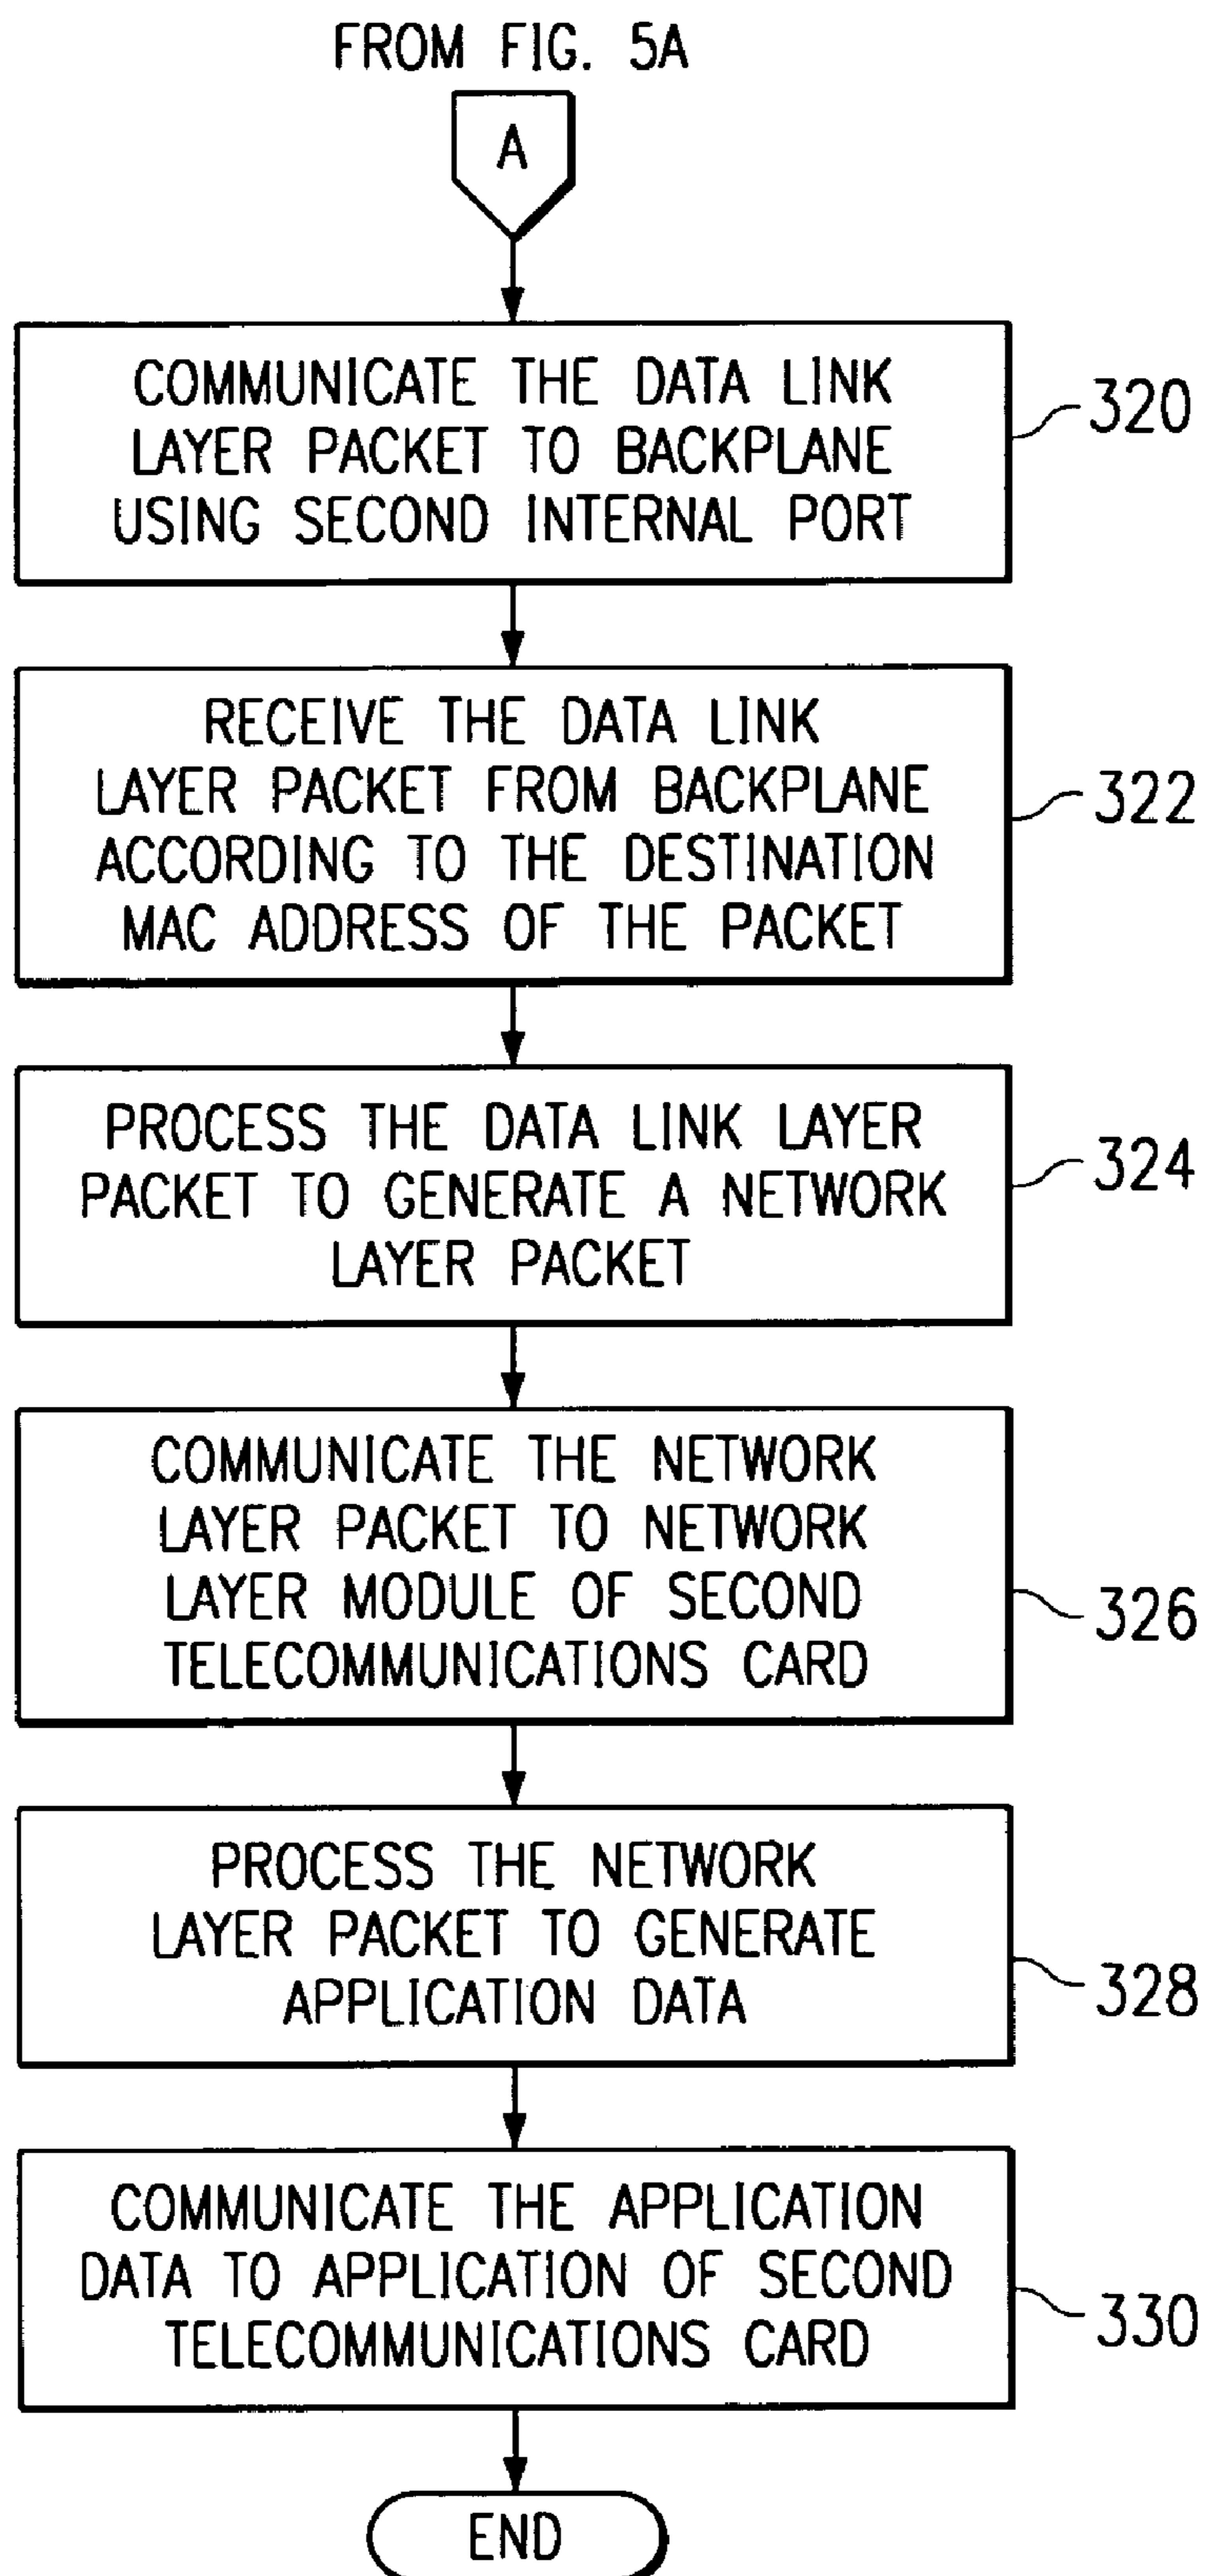 FROM FIG. 5A
A
COMMUNICATE THE DATA LINK
LAYER PACKET TO BACKPLANE
USING SECOND INTERNAL PORT
320
RECEIVE THE DATA LINK
LAYER PACKET FROM BACKPLANE
ACCORDING TO THE DESTINATION
MAC ADDRESS OF THE PACKET
322
PROCESS THE DATA LINK LAYER
PACKET TO GENERATE A NETWORK
LAYER PACKET
324
COMMUNICATE THE NETWORK
LAYER PACKET TO NETWORK
LAYER MODULE OF SECOND
TELECOMMUNICATIONS CARD
326
PROCESS THE NETWORK
LAYER PACKET TO GENERATE
APPLICATION DATA
328
COMMUNICATE THE APPLICATION
DATA TO APPLICATION OF SECOND
TELECOMMUNICATIONS CARD
330
END